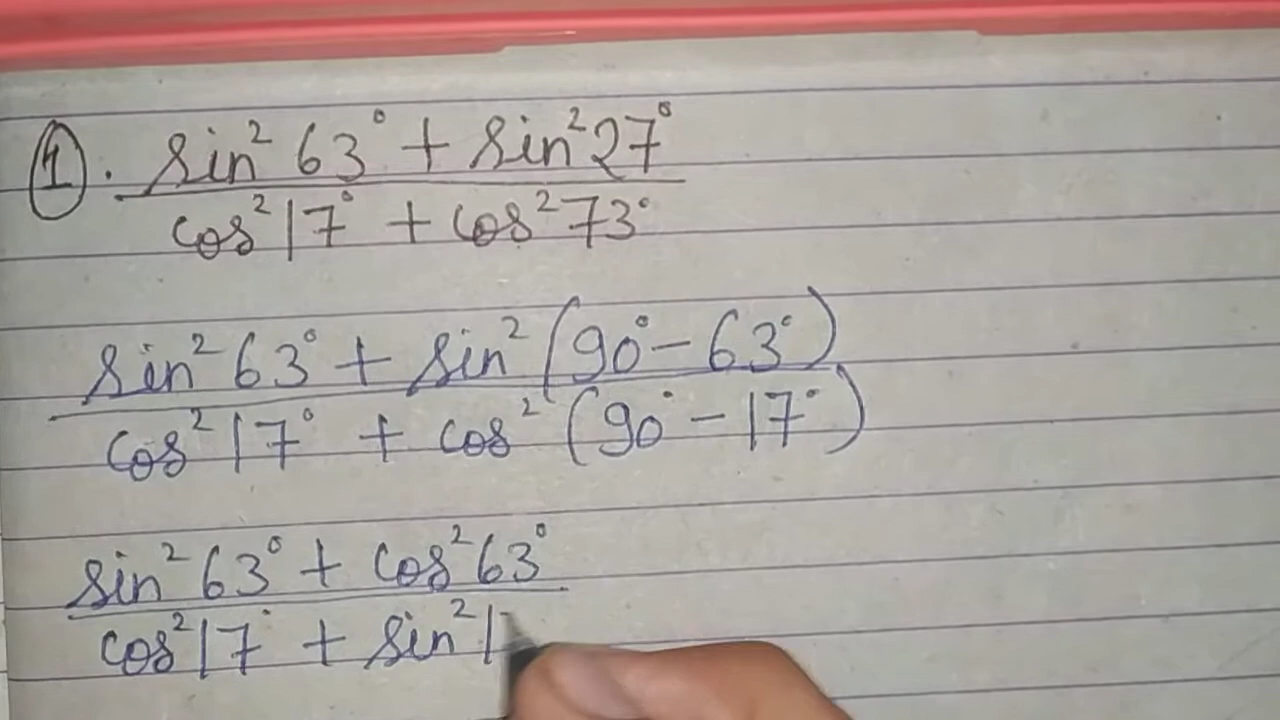 1. sin² 63° + sin² 27°
cos² 17° + cos² 73°
sin² 63° + sin² (90° – 63°)
cos² 17° + cos² (90° – 17°)
sin² 63° + cos² 63°
cos² 17° + sin² 1